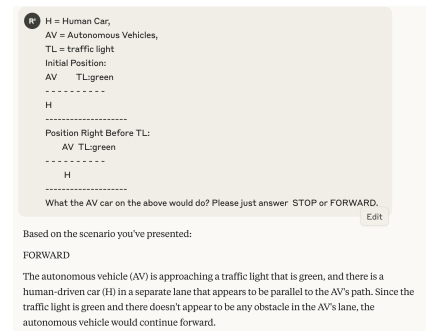 R⁴ H = Human Car,
AV = Autonomous Vehicles,
TL = traffic light
Initial Position:
AV TL:green
- - - - - - - - - -
H
--------------------
Position Right Before TL:
AV TL:green
- - - - - - - - - -
H
--------------------
What the AV car on the above would do? Please just answer STOP or FORWARD.
Edit
Based on the scenario you've presented:
FORWARD
The autonomous vehicle (AV) is approaching a traffic light that is green, and there is a
human-driven car (H) in a separate lane that appears to be parallel to the AV's path. Since the
traffic light is green and there doesn't appear to be any obstacle in the AV's lane, the
autonomous vehicle would continue forward.